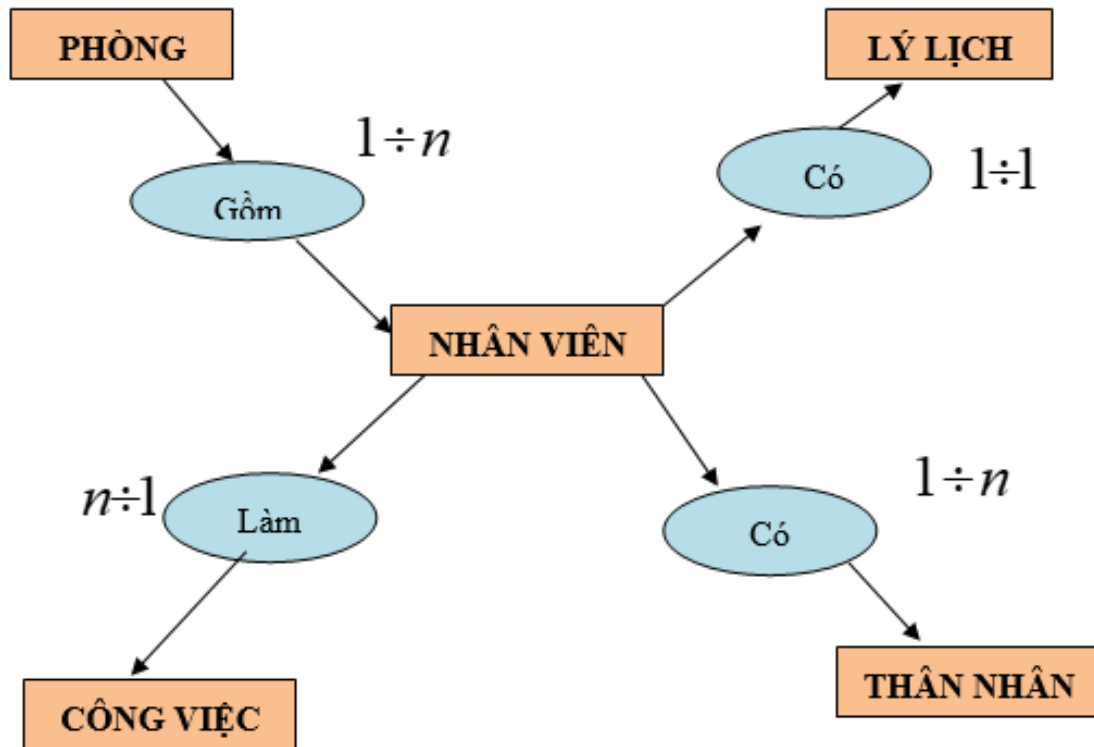 PHÒNG
LÝ LỊCH
1÷n
Gồm
Có
1÷1
NHÂN VIÊN
n÷1
Làm
1÷n
Có
CÔNG VIỆC
THÂN NHÂN